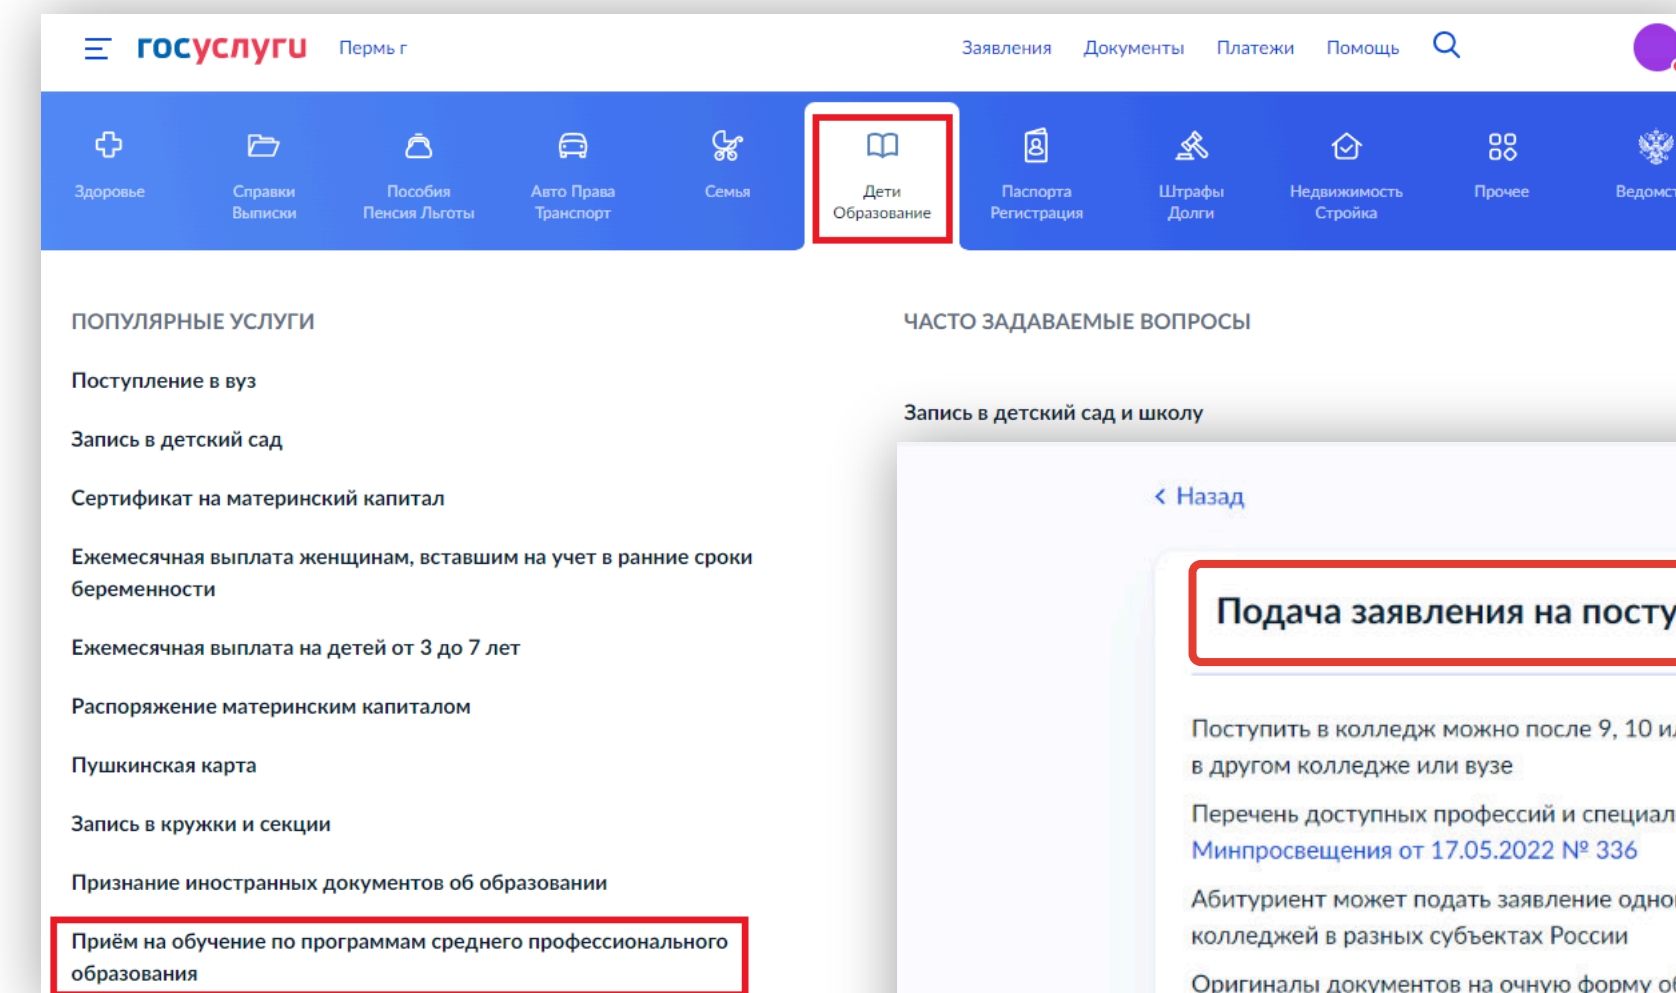 госуслуги Пермь г Заявления Документы Платежи Помощь
Здоровье
Справки
Выписки
Пособия
Пенсия Льготы
Авто Права
Транспорт
Семья
Дети
Образование
Паспорта
Регистрация
Штрафы
Долги
Недвижимость
Стройка
Прочее
Ведомст
ПОПУЛЯРНЫЕ УСЛУГИ
Поступление в вуз
Запись в детский сад
Сертификат на материнский капитал
Ежемесячная выплата женщинам, вставшим на учет в ранние сроки
беременности
Ежемесячная выплата на детей от 3 до 7 лет
Распоряжение материнским капиталом
Пушкинская карта
Запись в кружки и секции
Признание иностранных документов об образовании
Приём на обучение по программам среднего профессионального
образования
ЧАСТО ЗАДАВАЕМЫЕ ВОПРОСЫ
Запись в детский сад и школу
Назад
Подача заявления на посту
Поступить в колледж можно после 9, 10 ил
в другом колледже или вузе
Перечень доступных профессий и специал
Минпросвещения от 17.05.2022 № 336
Абитуриент может подать заявление одно
колледжей в разных субъектах России
Оригиналы документов на очную форму об